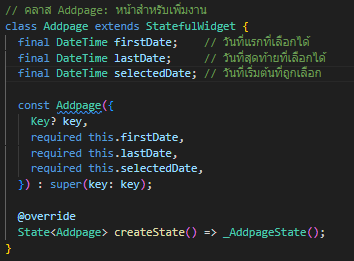 // คลาส Addpage: หน้าสำหรับเพิ่มงาน
class Addpage extends StatefulWidget {
  final DateTime firstDate;    // วันที่แรกที่เลือกได้
  final DateTime lastDate;     // วันที่สุดท้ายที่เลือกได้
  final DateTime selectedDate; // วันที่เริ่มต้นที่ถูกเลือก

  const Addpage({
    Key? key,
    required this.firstDate,
    required this.lastDate,
    required this.selectedDate,
  }) : super(key: key);

  @override
  State<Addpage> createState() => _AddpageState();
}